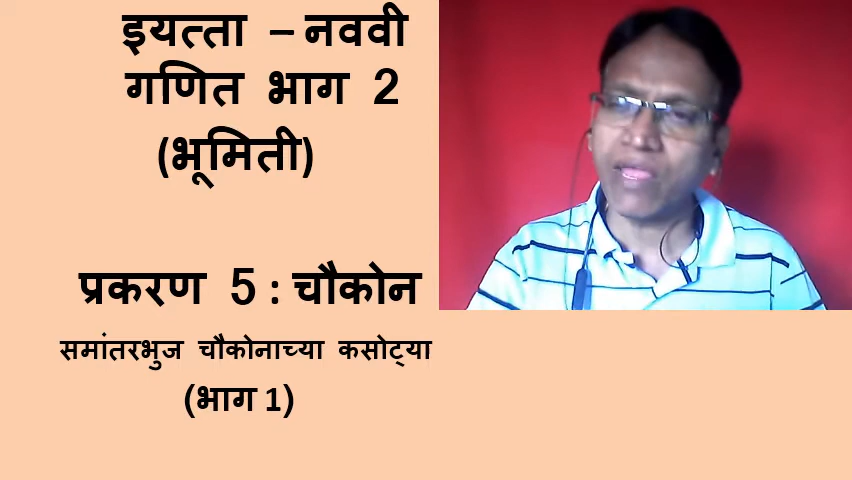 इयत्ता – नववी
गणित भाग 2
(भूमिती)
प्रकरण 5 : चौकोन
समांतरभुज चौकोनाच्या कसोट्या
(भाग 1)